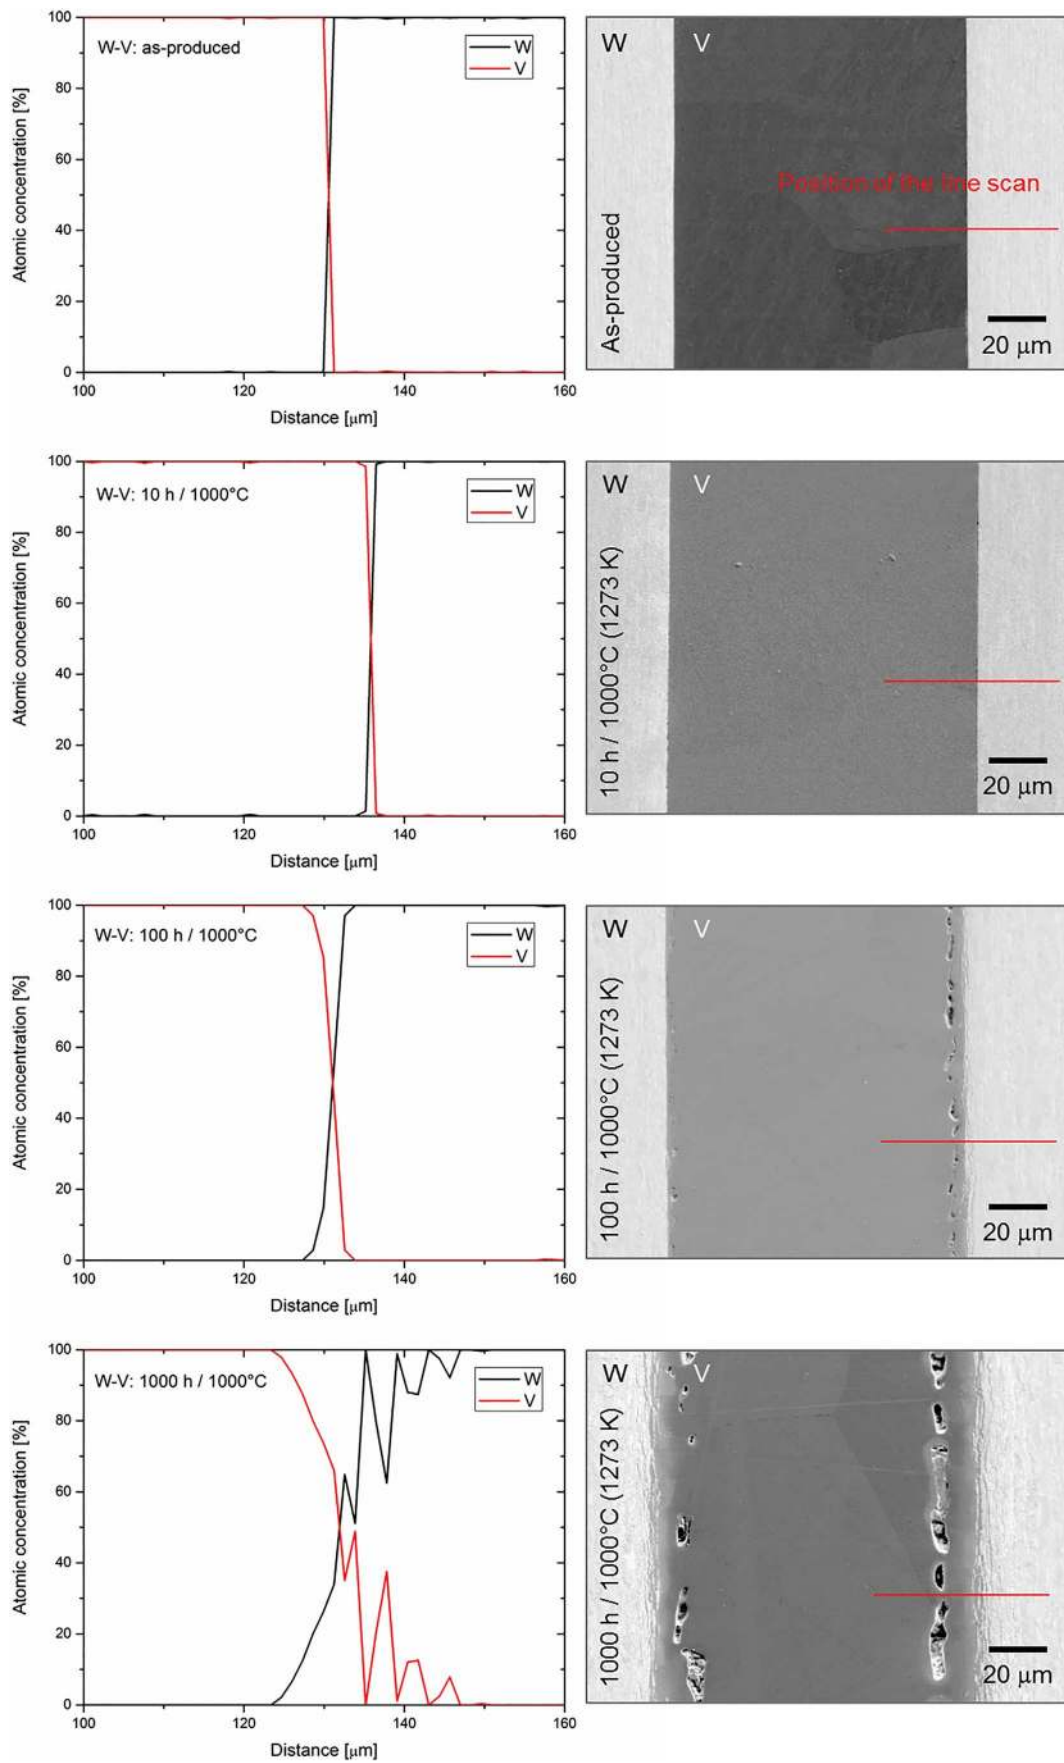 W-V: as-produced
W
V
Atomic concentration [%]
100
80
60
40
20
0
100
120
140
160
Distance [μm]
W
V
Position of the line scan
As-produced
20 μm
W-V: 10 h / 1000°C
W
V
Atomic concentration [%]
100
80
60
40
20
0
100
120
140
160
Distance [μm]
W
V
10 h / 1000°C (1273 K)
20 μm
W-V: 100 h / 1000°C
W
V
Atomic concentration [%]
100
80
60
40
20
0
100
120
140
160
Distance [μm]
W
V
100 h / 1000°C (1273 K)
20 μm
W-V: 1000 h / 1000°C
W
V
Atomic concentration [%]
100
80
60
40
20
0
100
120
140
160
Distance [μm]
W
V
1000 h / 1000°C (1273 K)
20 μm